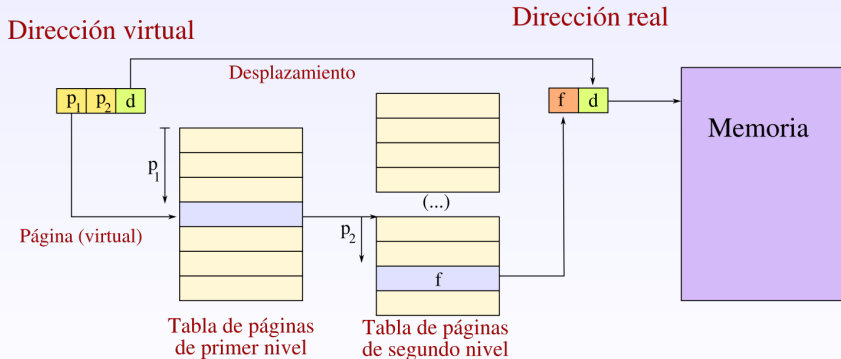 Dirección virtual
Dirección real
Desplazamiento
p1 p2 d
f d
Memoria
p1
(...)
Página (virtual)
p2
f
Tabla de páginas
de primer nivel
Tabla de páginas
de segundo nivel